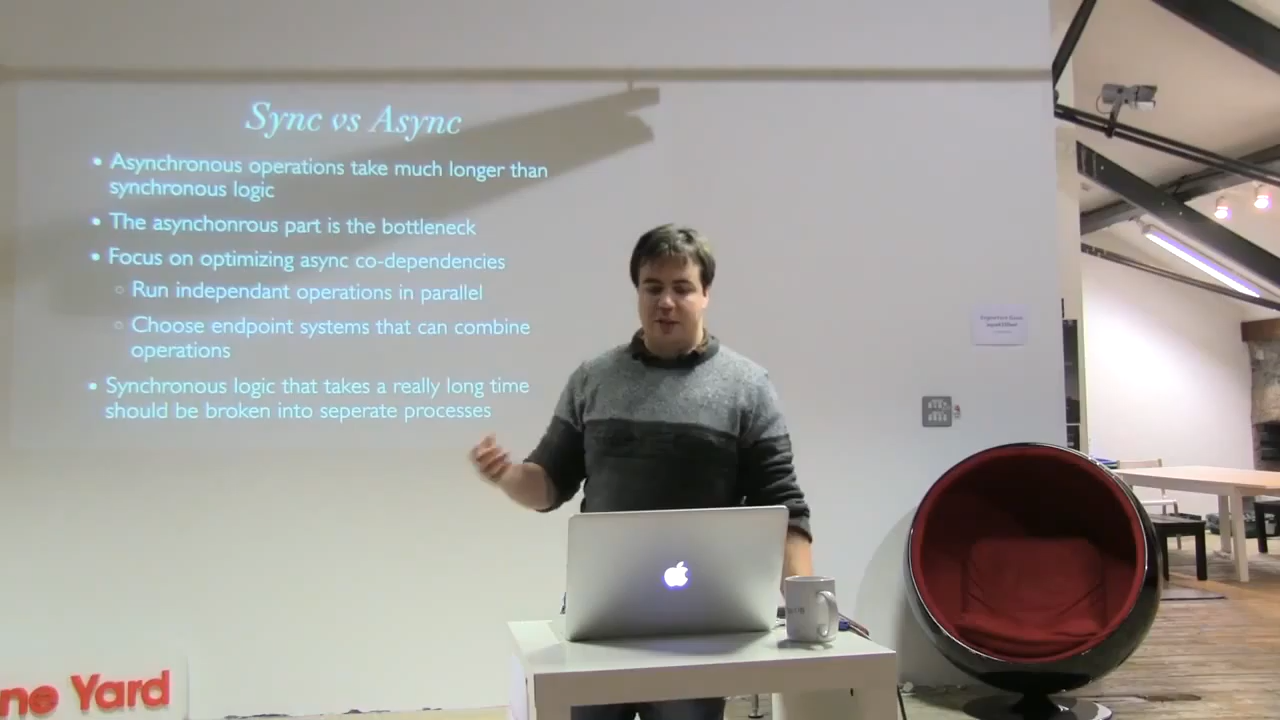 Sync vs Async
• Asynchronous operations take much longer than
synchronous logic
• The asynchonrous part is the bottleneck
• Focus on optimizing async co-dependencies
◦ Run independant operations in parallel
◦ Choose endpoint systems that can combine
operations
• Synchronous logic that takes a really long time
should be broken into seperate processes
ne Yard